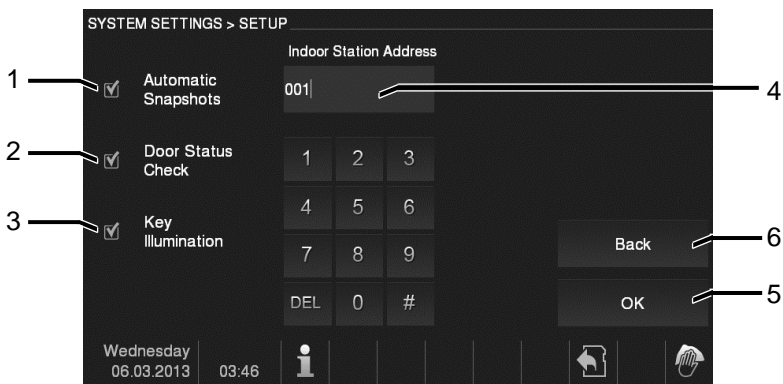 SYSTEM SETTINGS > SETUP
Indoor Station Address
1
Automatic
Snapshots
001
4
2
Door Status
Check
1 2 3
3
Key
Illumination
4 5 6
Back
6
7 8 9
DEL 0 #
OK
5
Wednesday
06.03.2013
03:46
i